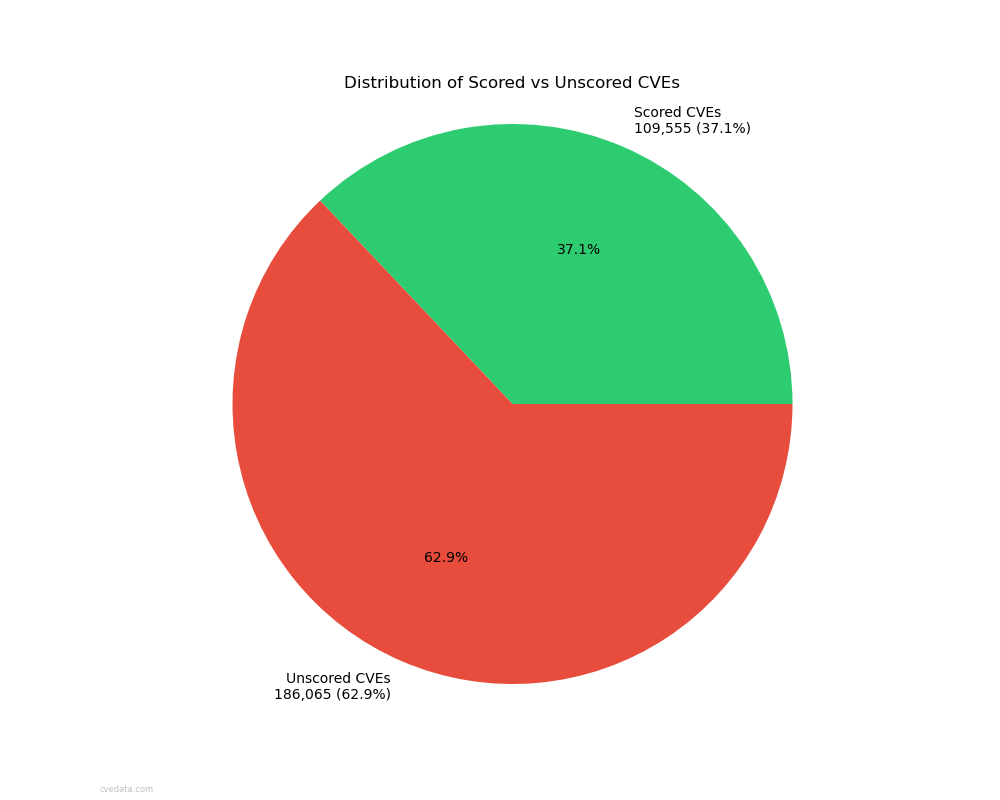 Distribution of Scored vs Unscored CVEs
Scored CVEs
109,555 (37.1%)
37.1%
62.9%
Unscored CVEs
186,065 (62.9%)
cvedata.com